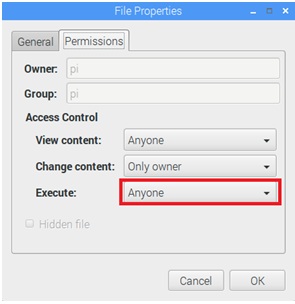 File Properties
General Permissions
Owner: pi
Group: pi
Access Control
View content: Anyone
Change content: Only owner
Execute: Anyone
Hidden file
Cancel OK